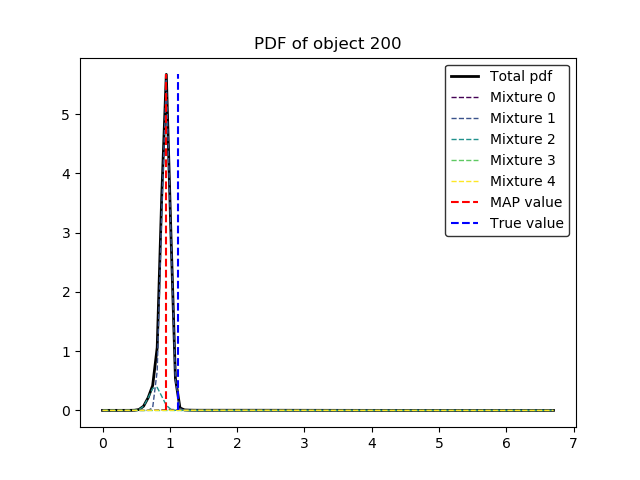 PDF of object 200
Total pdf
Mixture 0
Mixture 1
Mixture 2
Mixture 3
Mixture 4
MAP value
True value
5
4
3
2
1
0
0 1 2 3 4 5 6 7